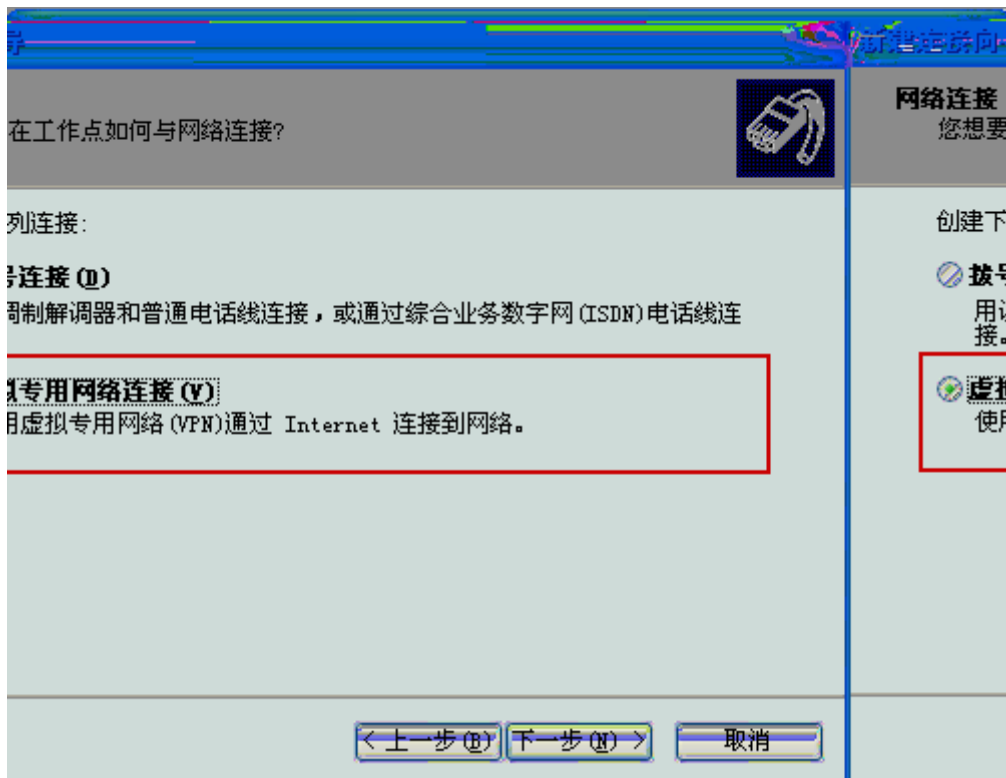 在工作点如何与网络连接?
列连接:
号连接(D)
调制解调器和普通电话线连接，或通过综合业务数字网(ISDN)电话线连
拟专用网络连接(V)
用虚拟专用网络(VPN)通过 Internet 连接到网络。
<上一步(B)
下一步(N) >
取消
新建连接向
网络连接
您想要
创建下
拨号
用
接。
虚拟
使用